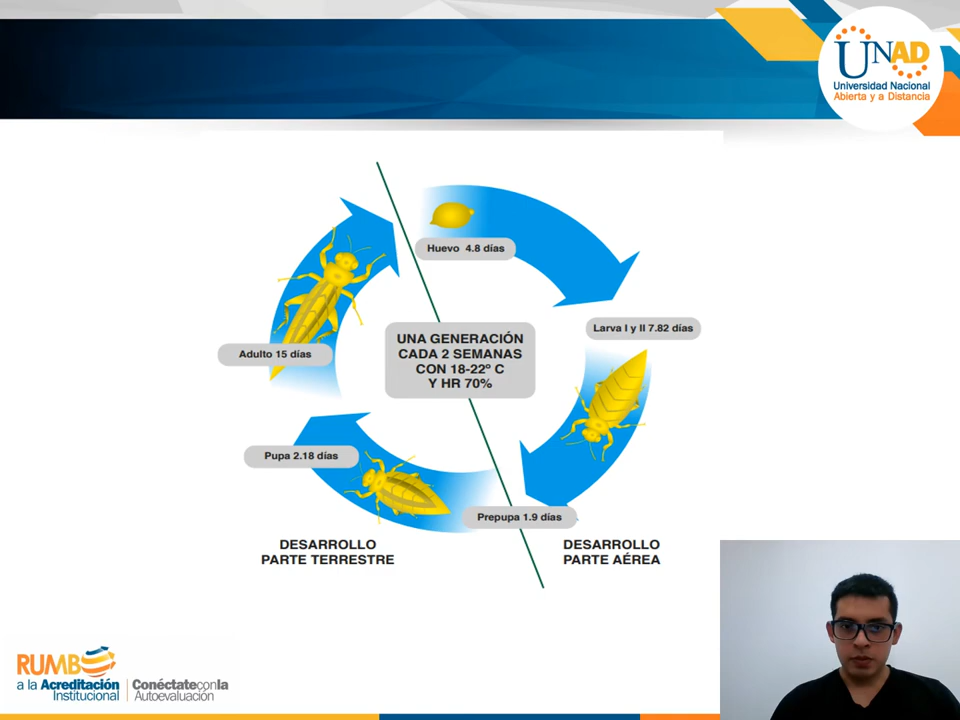 UNAD
Universidad Nacional
Abierta y a Distancia
Huevo 4.8 días
Larva I y II 7.82 días
UNA GENERACIÓN
CADA 2 SEMANAS
CON 18-22º C
Y HR 70%
Adulto 15 días
Pupa 2.18 días
Prepupa 1.9 días
DESARROLLO
PARTE TERRESTRE
DESARROLLO
PARTE AÉREA
RUMBO
a la Acreditación
Institucional
Conéctateconla
Autoevaluación